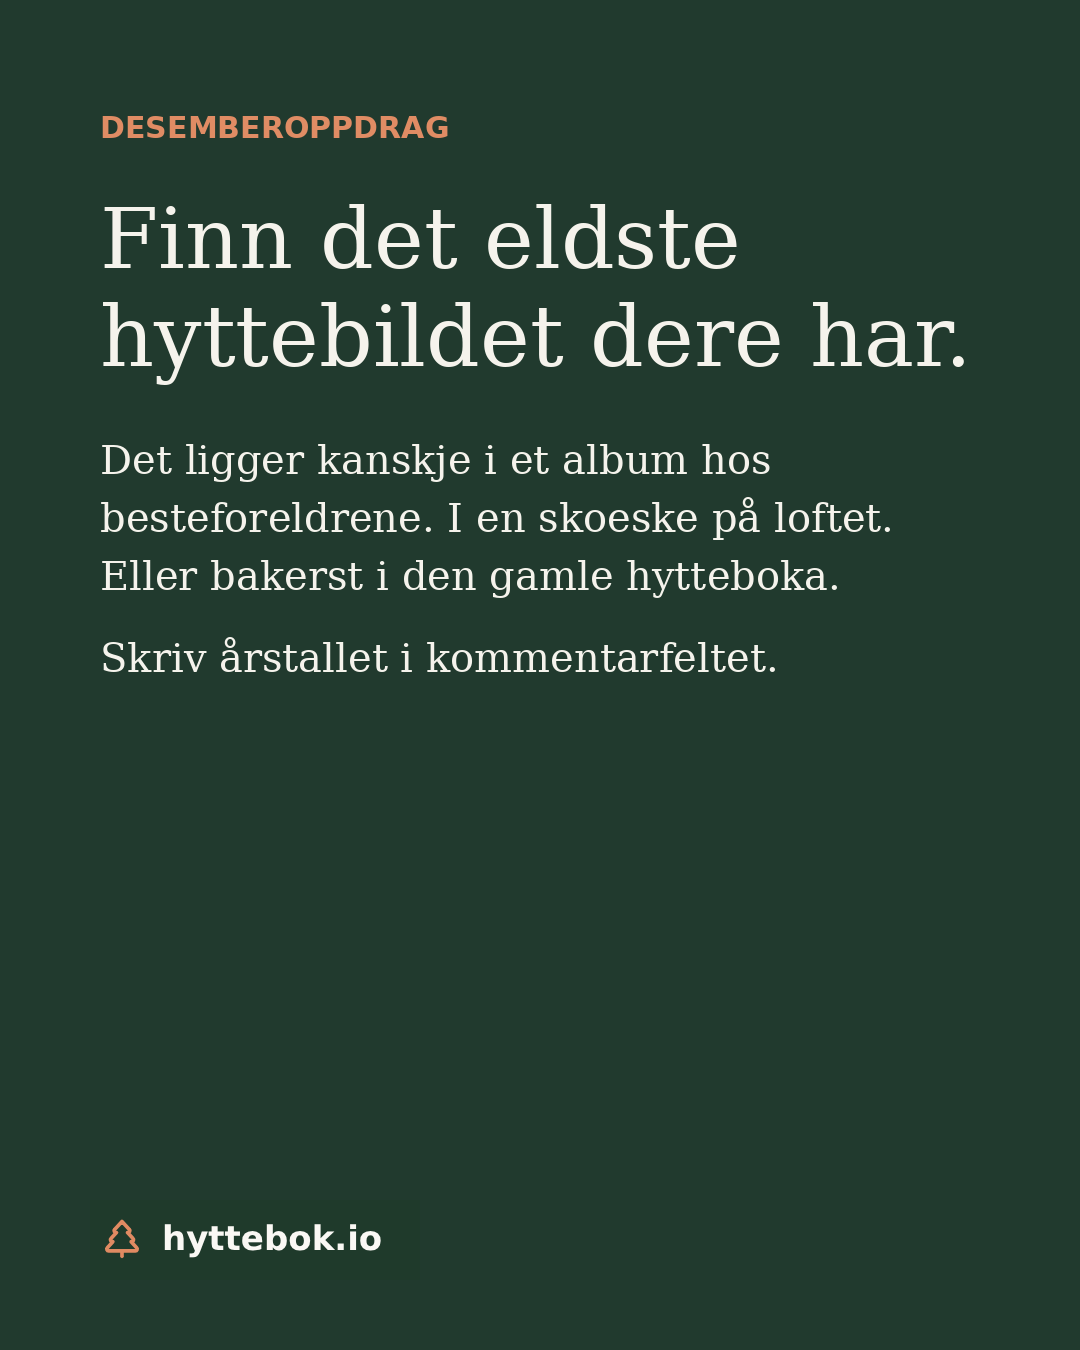 DESEMBEROPPDRAG
Finn det eldste
hyttebildet dere har.
Det ligger kanskje i et album hos
besteforeldrene. I en skoeske på loftet.
Eller bakerst i den gamle hytteboka.
Skriv årstallet i kommentarfeltet.
hyttebok.io